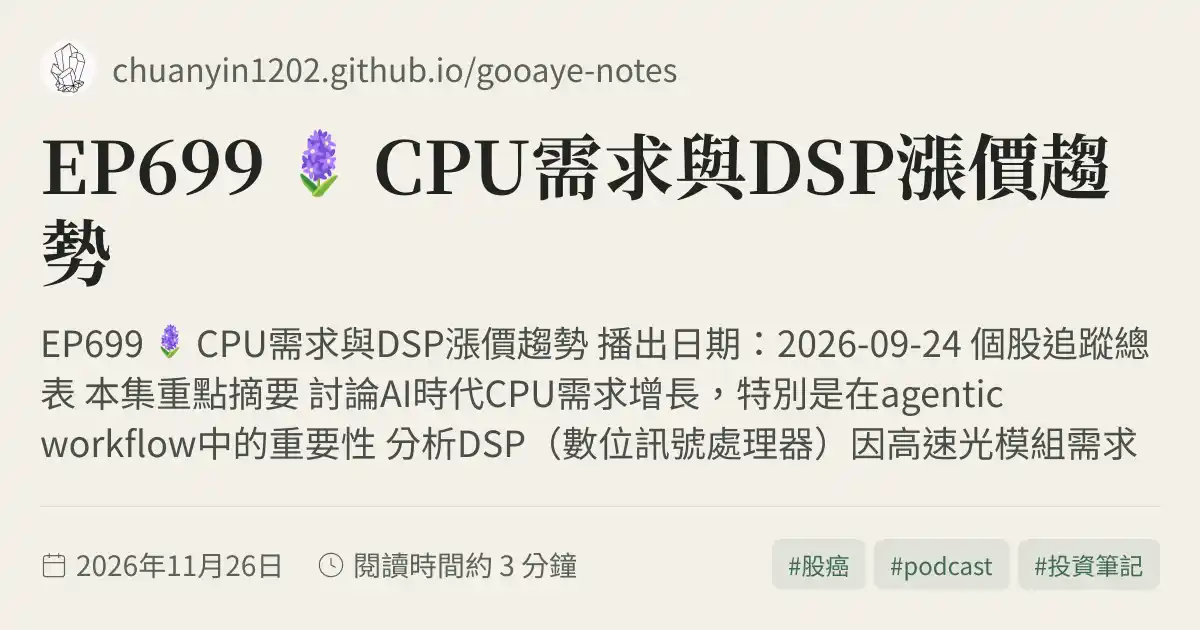 chuanyin1202.github.io/gooaye-notes
EP699 🪻 CPU需求與DSP漲價趨
勢
EP699 🪻 CPU需求與DSP漲價趨勢 播出日期：2026-09-24 個股追蹤總
表 本集重點摘要 討論AI時代CPU需求增長，特別是在agentic
workflow中的重要性 分析DSP（數位訊號處理器）因高速光模組需求
2026年11月26日 閱讀時間約 3 分鐘 #股癌 #podcast #投資筆記